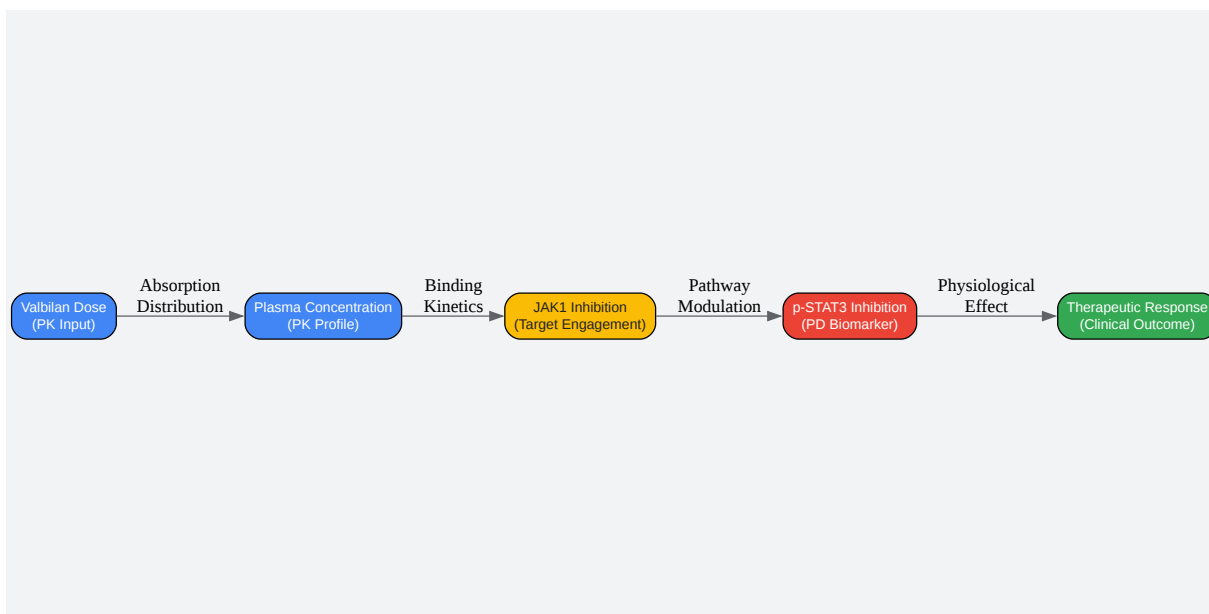 Valbilan Dose
(PK Input)
Absorption
Distribution
Plasma Concentration
(PK Profile)
Binding
Kinetics
JAK1 Inhibition
(Target Engagement)
Pathway
Modulation
p-STAT3 Inhibition
(PD Biomarker)
Physiological
Effect
Therapeutic Response
(Clinical Outcome)